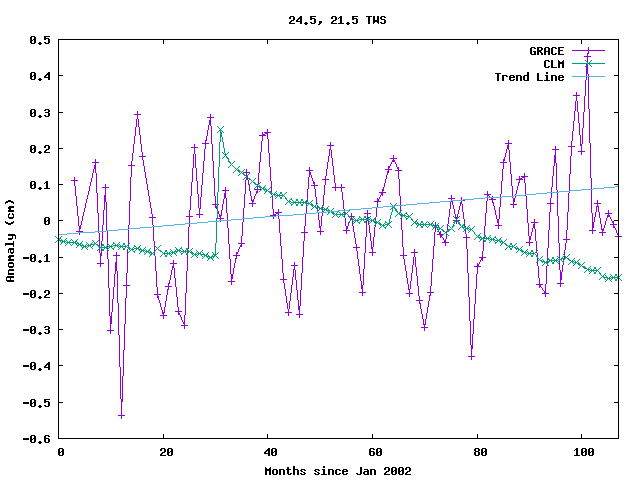 24.5, 21.5 TWS
GRACE
CLM
Trend Line
0.5
0.4
0.3
0.2
0.1
0
-0.1
-0.2
-0.3
-0.4
-0.5
-0.6
Anomaly (cm)
0 20 40 60 80 100
Months since Jan 2002